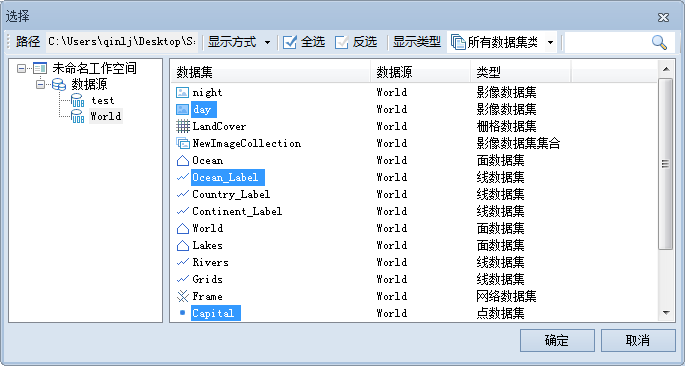 选择
路径 C:\Users\qinlj\Desktop\S 显示方式 全选 反选 显示类型 所有数据集类
未命名工作空间
数据源
test
World
数据集 数据源 类型
night World 影像数据集
day World 影像数据集
LandCover World 栅格数据集
NewImageCollection World 影像数据集集合
Ocean World 面数据集
Ocean_Label World 线数据集
Country_Label World 线数据集
Continent_Label World 线数据集
World World 面数据集
Lakes World 面数据集
Rivers World 线数据集
Grids World 线数据集
Frame World 网络数据集
Capital World 点数据集
确定 取消